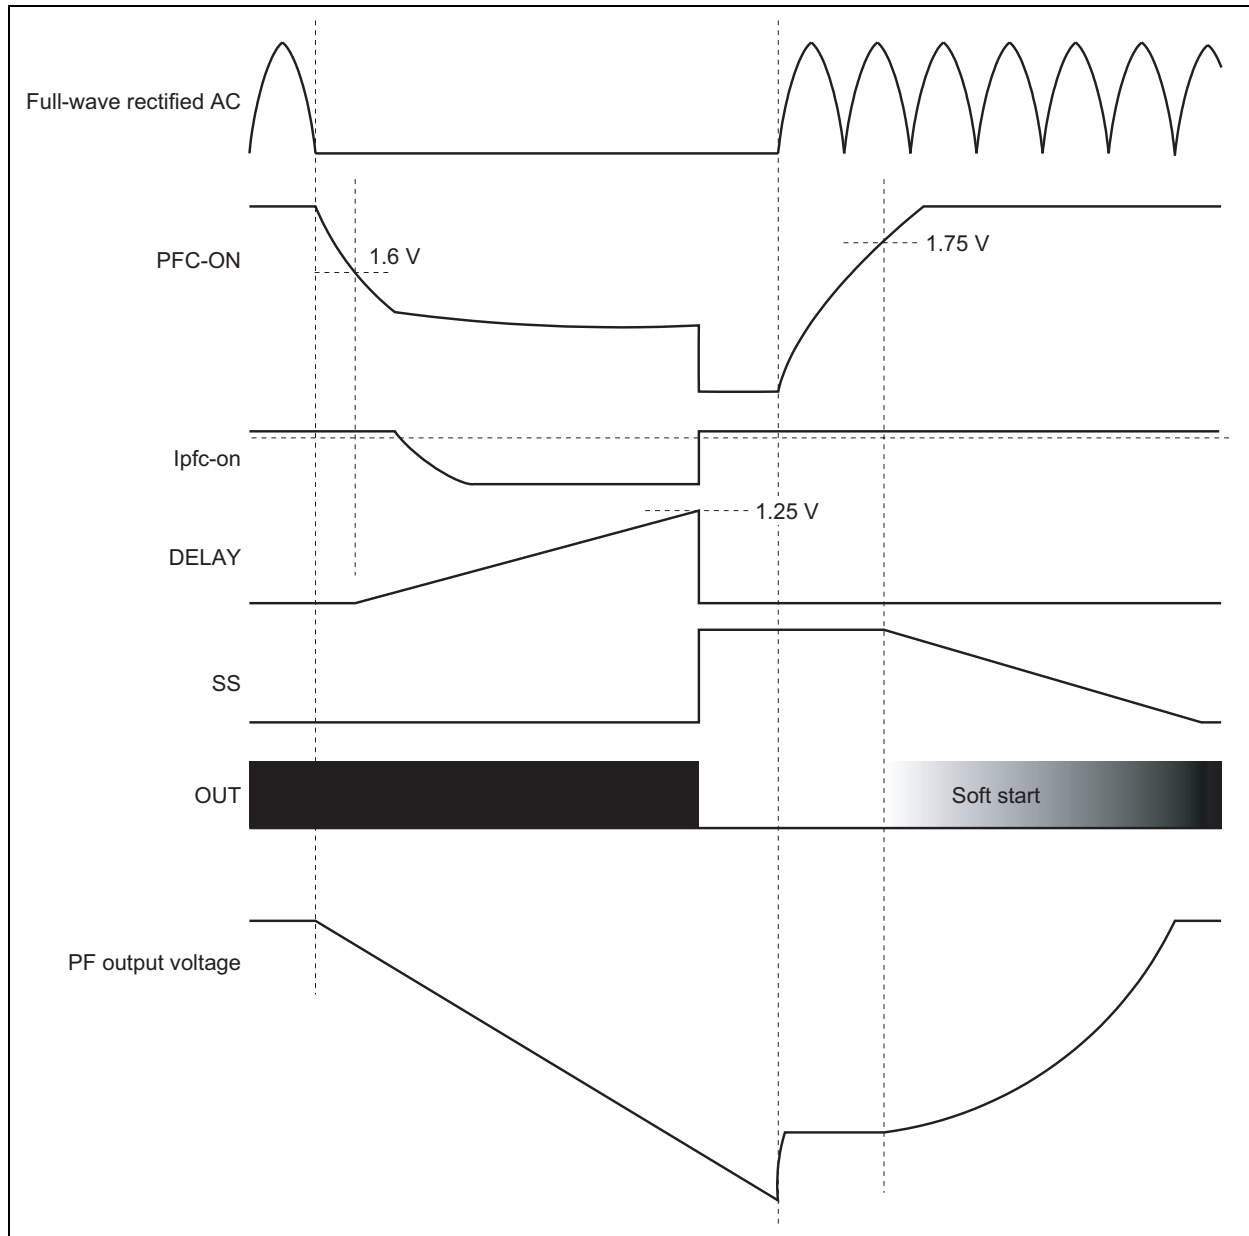 Full-wave rectified AC
PFC-ON
1.6 V
1.75 V
Ipfc-on
1.25 V
DELAY
SS
OUT
Soft start
PF output voltage